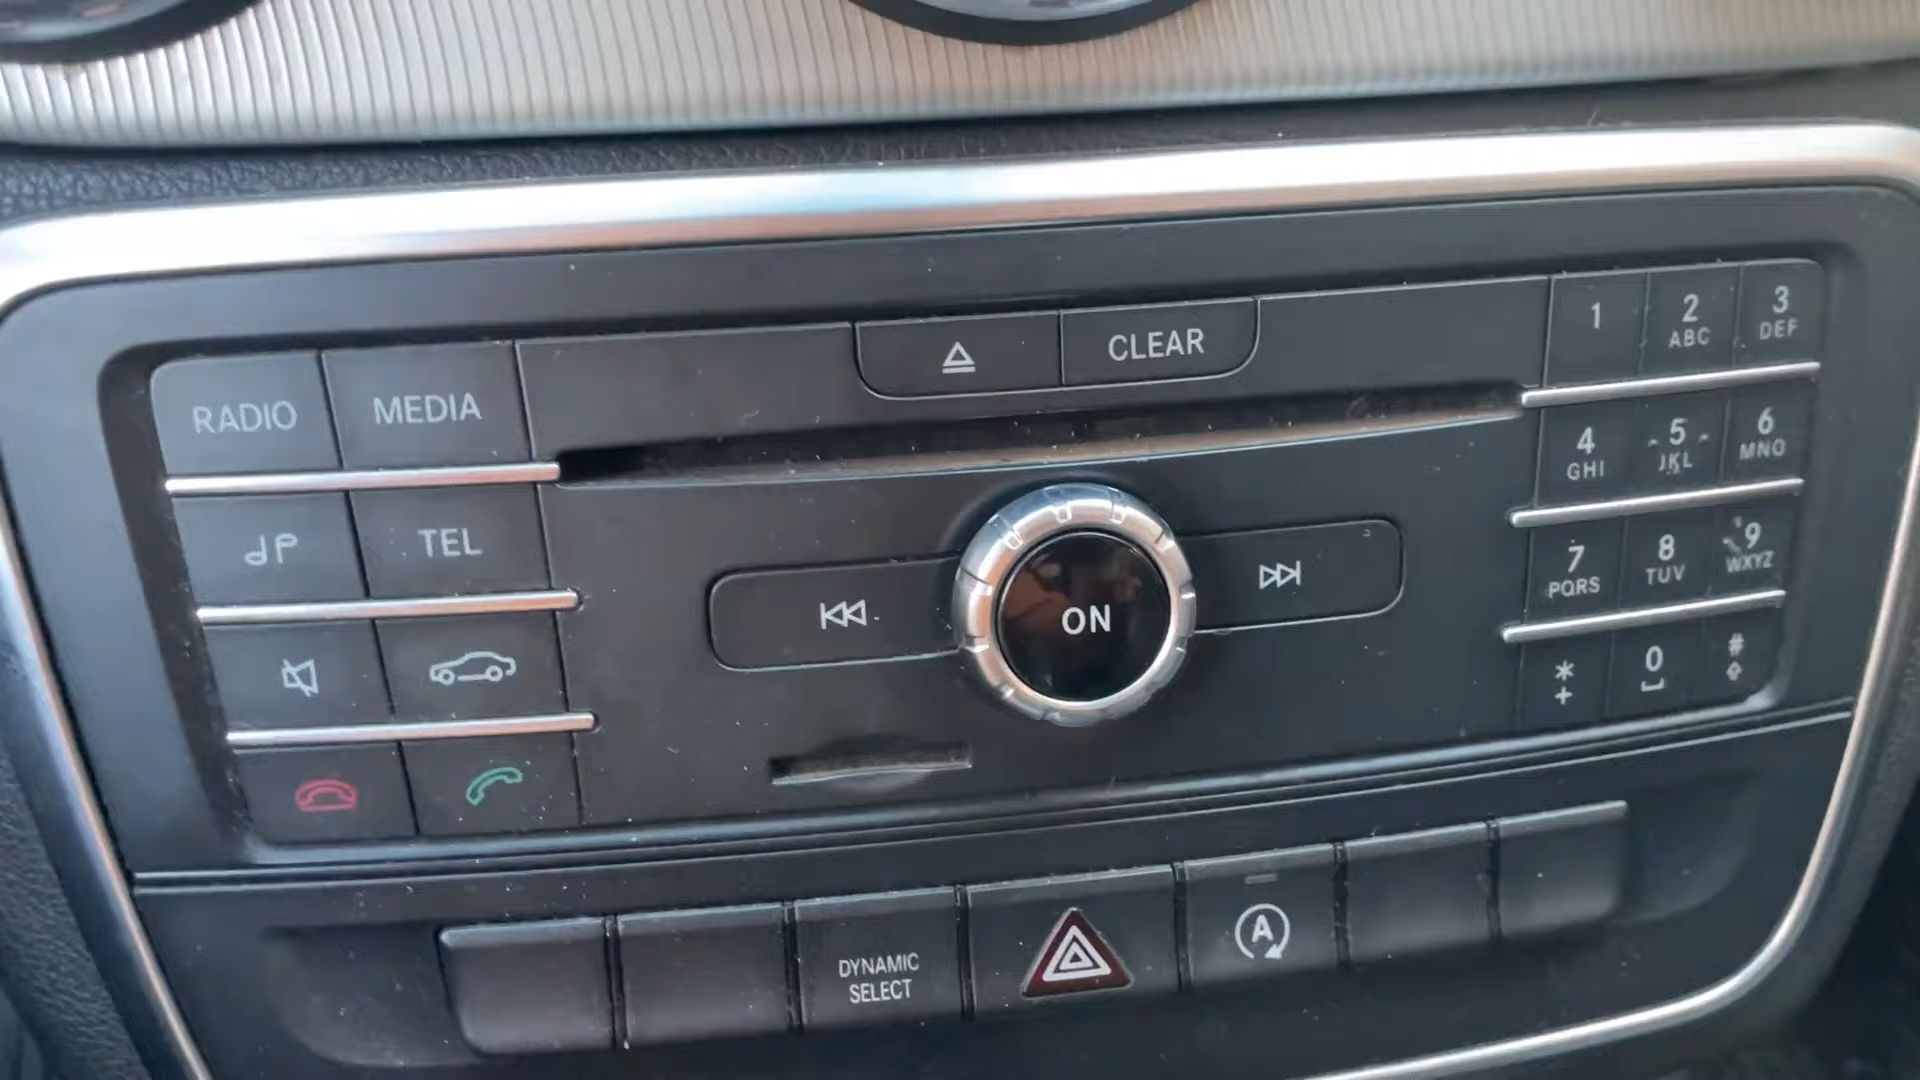 CLEAR
RADIO
MEDIA
TEL
ON
1
2
ABC
3
DEF
4
GHI
5
JKL
6
MNO
7
PQRS
8
TUV
9
WXYZ
*
+
0
#
DYNAMIC
SELECT
A